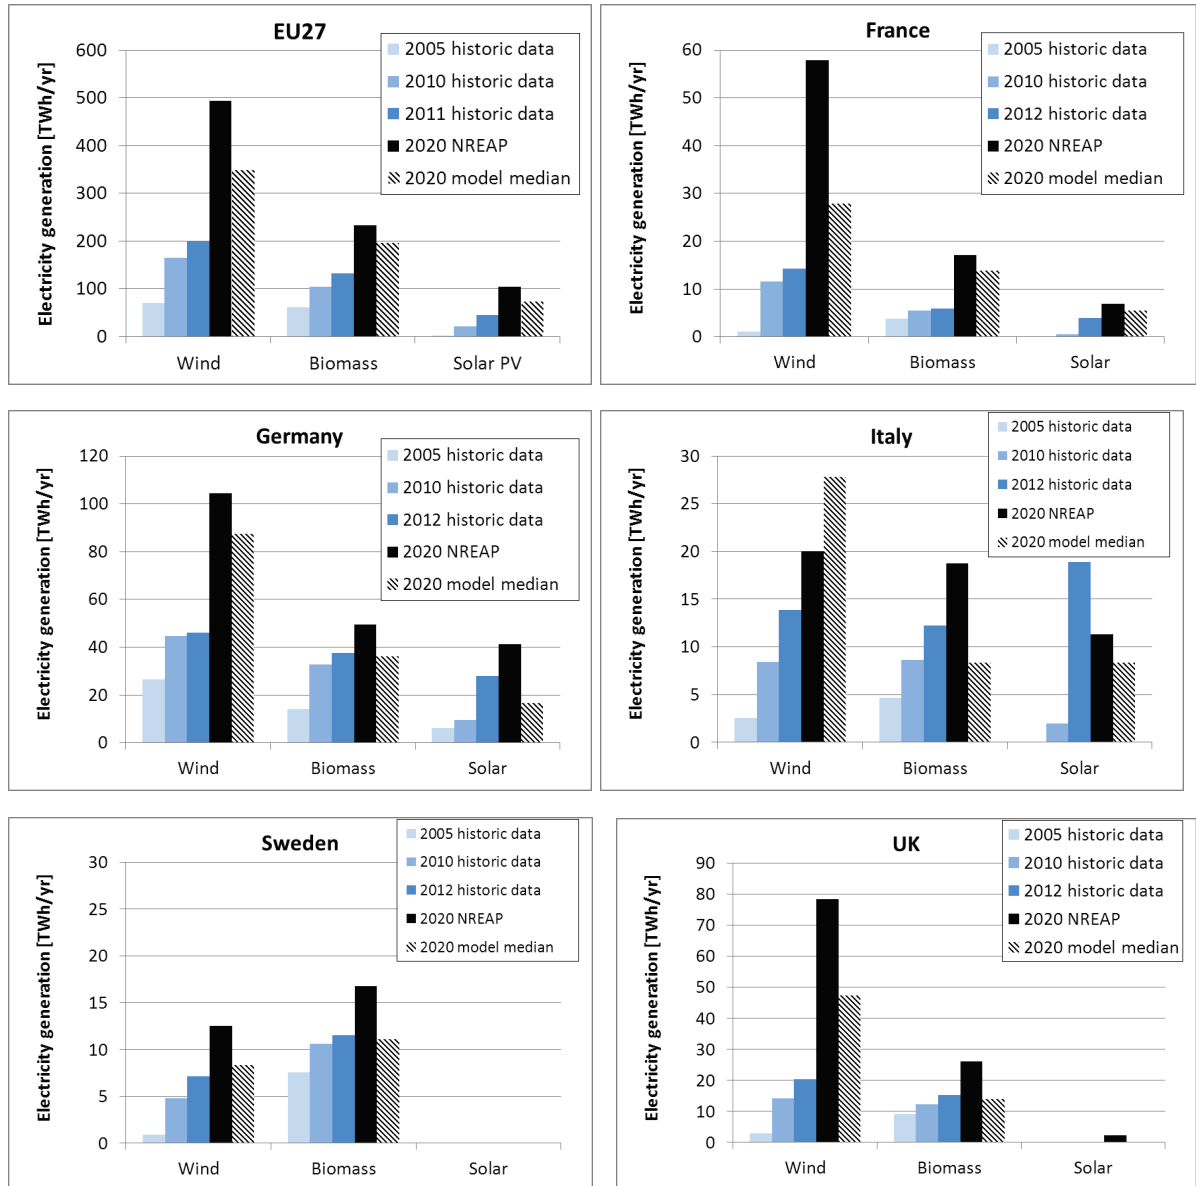 EU27
Electricity generation [TWh/yr]
600
500
400
300
200
100
0
2005 historic data
2010 historic data
2011 historic data
2020 NREAP
2020 model median
Wind Biomass Solar PV
France
Electricity generation [TWh/yr]
60
50
40
30
20
10
0
2005 historic data
2010 historic data
2012 historic data
2020 NREAP
2020 model median
Wind Biomass Solar
Germany
Electricity generation [TWh/yr]
120
100
80
60
40
20
0
2005 historic data
2010 historic data
2012 historic data
2020 NREAP
2020 model median
Wind Biomass Solar
Italy
Electricity generation [TWh/yr]
30
25
20
15
10
5
0
2005 historic data
2010 historic data
2012 historic data
2020 NREAP
2020 model median
Wind Biomass Solar
Sweden
Electricity generation [TWh/yr]
30
25
20
15
10
5
0
2005 historic data
2010 historic data
2012 historic data
2020 NREAP
2020 model median
Wind Biomass Solar
UK
Electricity generation [TWh/yr]
90
80
70
60
50
40
30
20
10
0
2005 historic data
2010 historic data
2012 historic data
2020 NREAP
2020 model median
Wind Biomass Solar